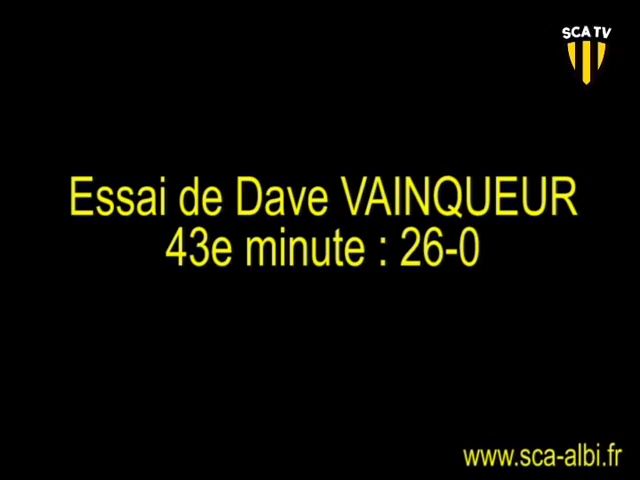 SCA TV
Essai de Dave VAINQUEUR
43e minute : 26-0
www.sca-albi.fr